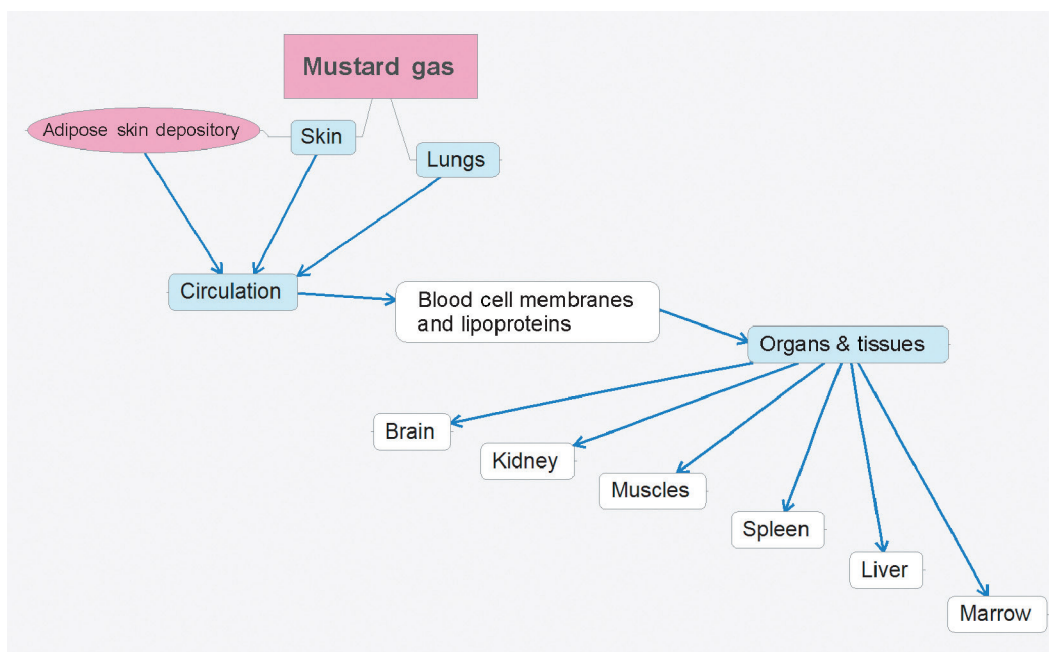 Mustard gas
Adipose skin depository
Skin
Lungs
Circulation
Blood cell membranes
and lipoproteins
Organs & tissues
Brain
Kidney
Muscles
Spleen
Liver
Marrow